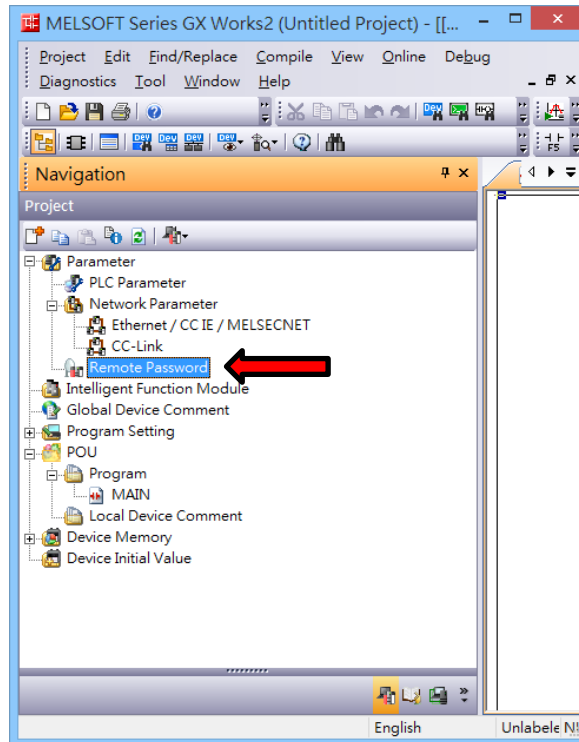 MELSOFT Series GX Works2 (Untitled Project) - [[...
Project Edit Find/Replace Compile View Online Debug
Diagnostics Tool Window Help
Navigation
Project
Parameter
PLC Parameter
Network Parameter
Ethernet / CC IE / MELSECNET
CC-Link
Remote Password
Intelligent Function Module
Global Device Comment
Program Setting
POU
Program
MAIN
Local Device Comment
Device Memory
Device Initial Value
English Unlabele